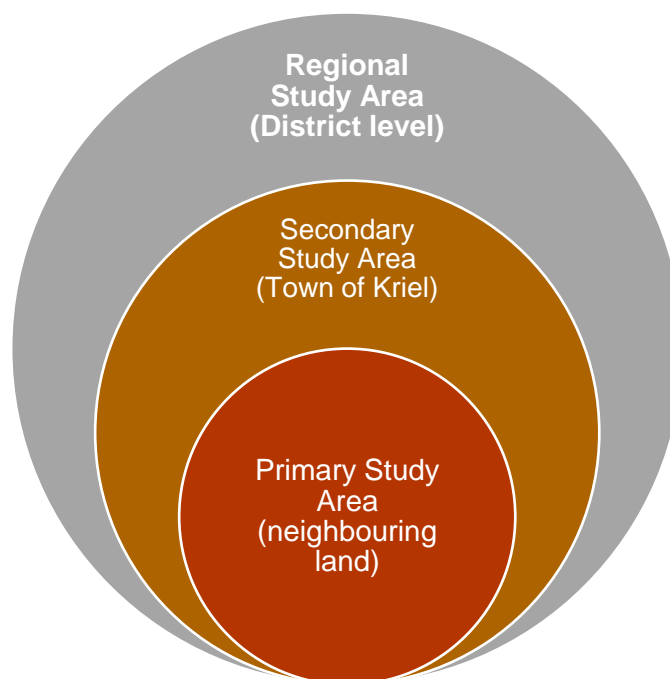 Regional
Study Area
(District level)
Secondary
Study Area
(Town of Kriel)
Primary Study
Area
(neighbouring
land)